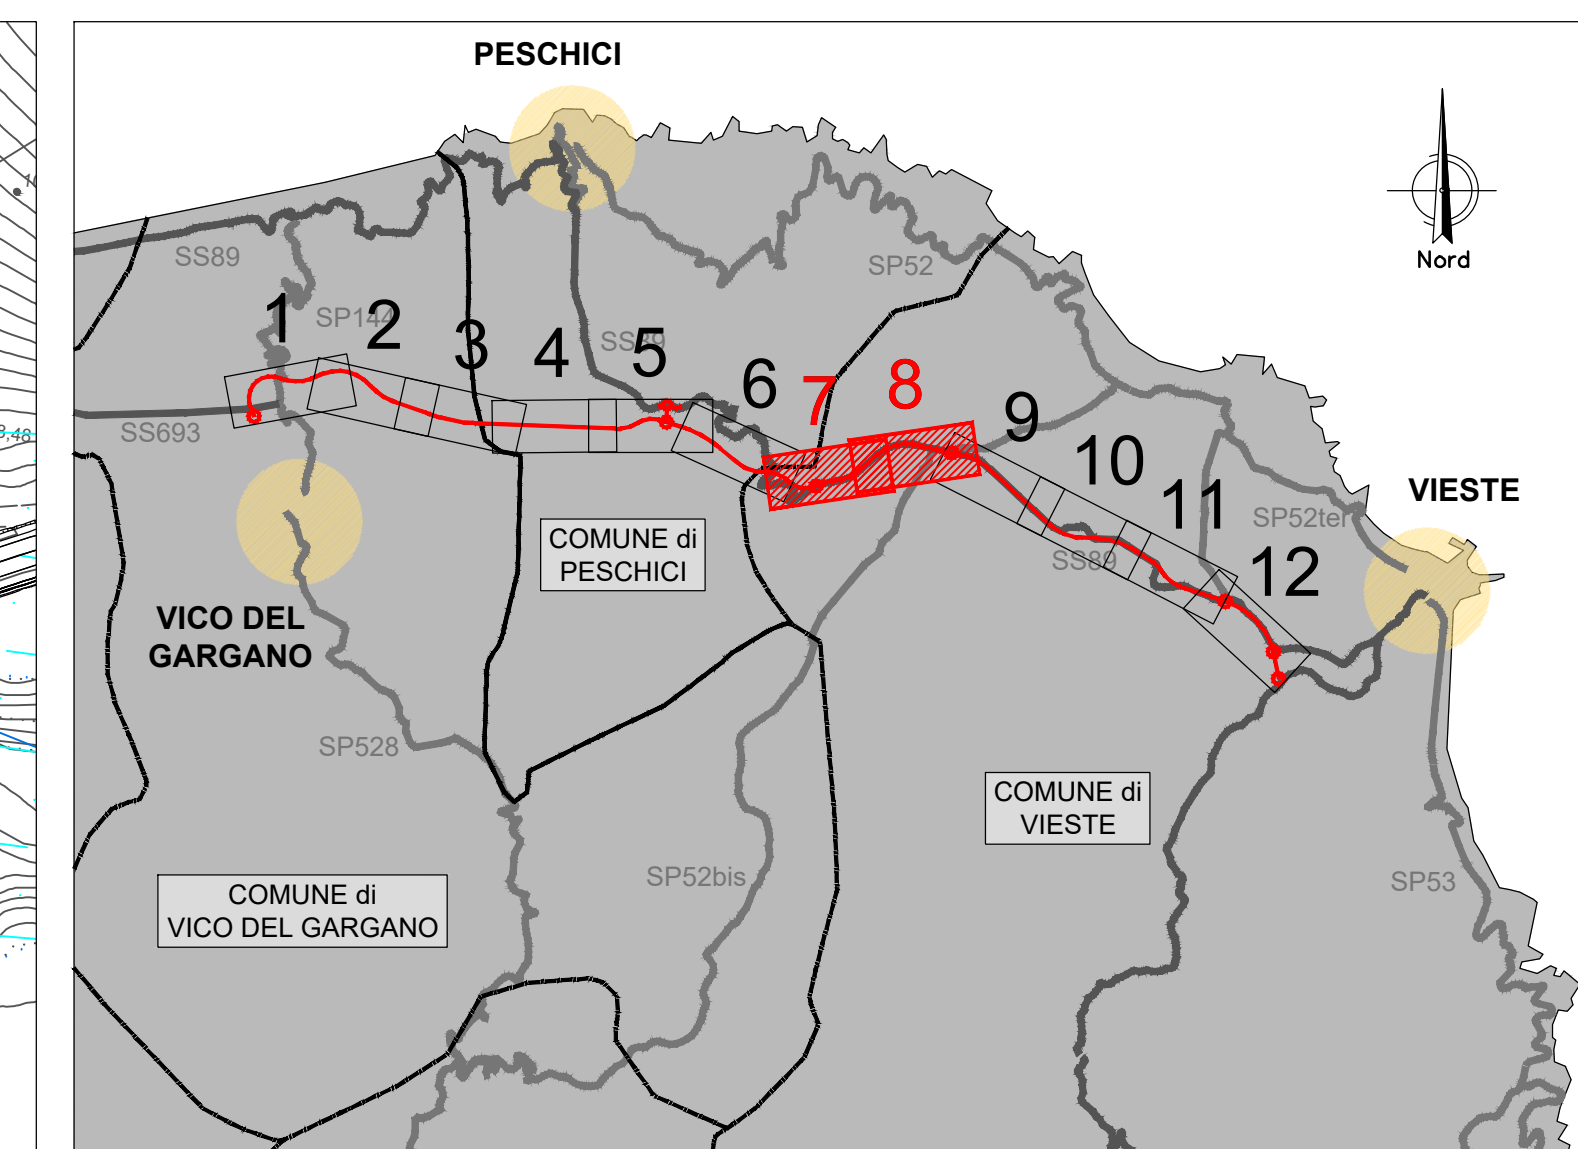 PESCHICI
Nord
SS89
SP52
SP144
1
2
3
4
SS89
5
6
7
8
9
10
11
12
SS693
8,48
VIESTE
SP52ter
SS89
COMUNE di
PESCHICI
VICO DEL
GARGANO
SP528
COMUNE di
VIESTE
SP52bis
SP53
COMUNE di
VICO DEL GARGANO